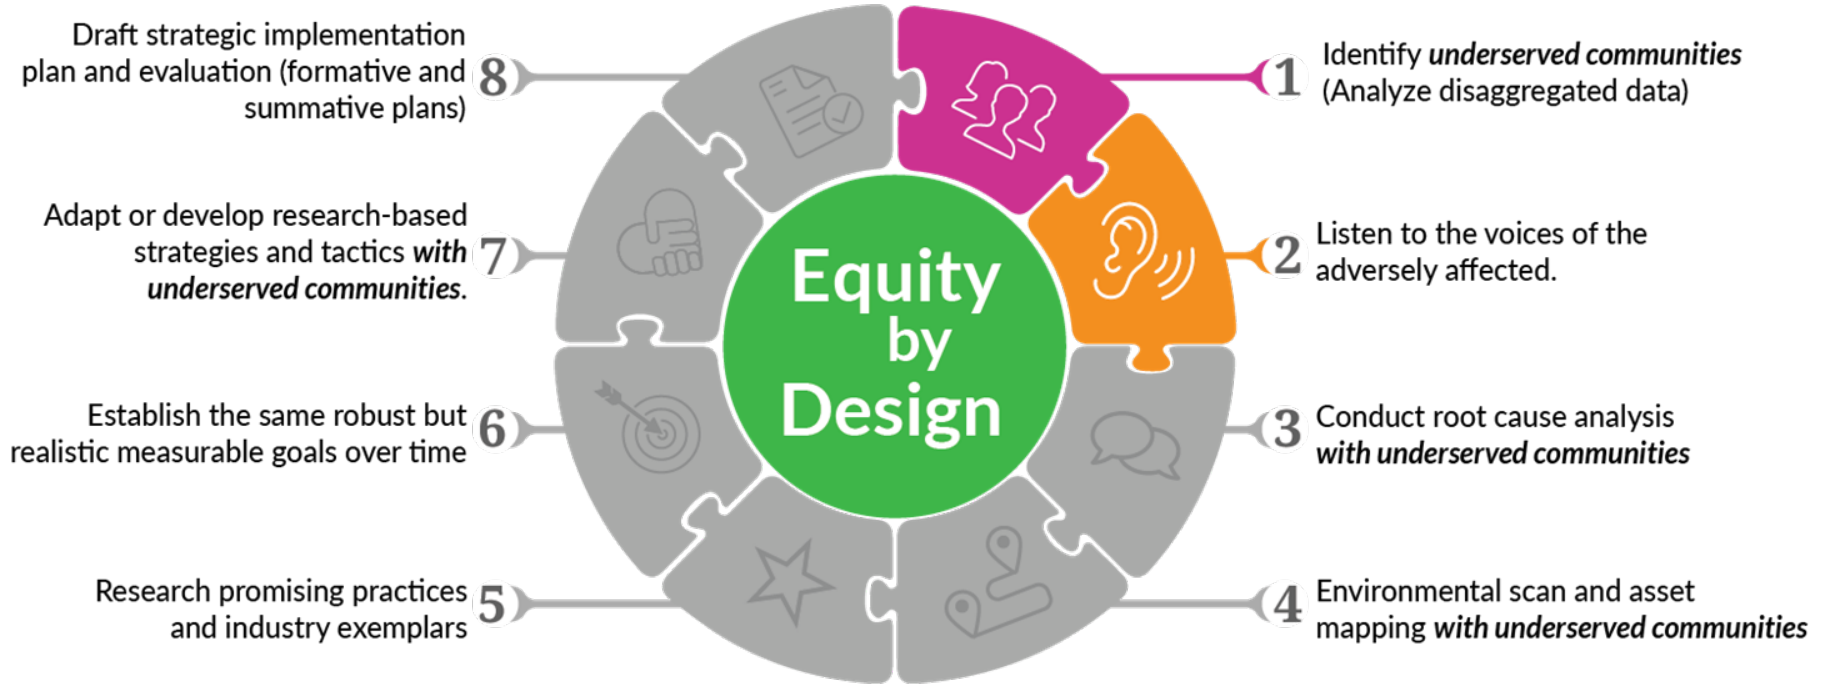 Equity
by
Design
1
Identify underserved communities
(Analyze disaggregated data)
2
Listen to the voices of the
adversely affected.
3
Conduct root cause analysis
with underserved communities
4
Environmental scan and asset
mapping with underserved communities
5
Research promising practices
and industry exemplars
6
Establish the same robust but
realistic measurable goals over time
7
Adapt or develop research-based
strategies and tactics with
underserved communities.
8
Draft strategic implementation
plan and evaluation (formative and
summative plans)